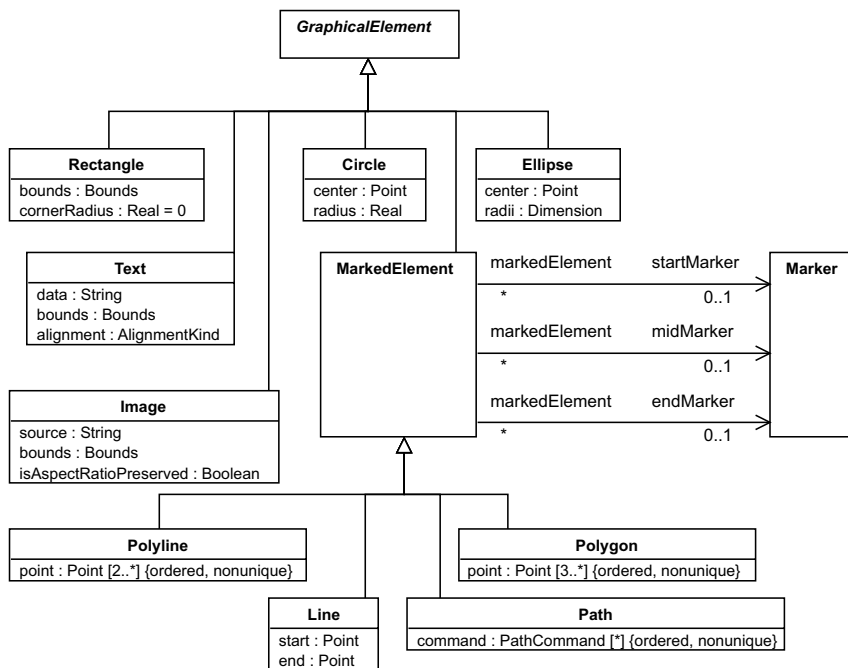 GraphicalElement
Rectangle
bounds : Bounds
cornerRadius : Real = 0
Circle
center : Point
radius : Real
Ellipse
center : Point
radii : Dimension
Text
data : String
bounds : Bounds
alignment : AlignmentKind
MarkedElement
markedElement startMarker
* 0..1
markedElement midMarker
* 0..1
markedElement endMarker
* 0..1
Marker
Image
source : String
bounds : Bounds
isAspectRatioPreserved : Boolean
Polyline
point : Point [2..*] {ordered, nonunique}
Polygon
point : Point [3..*] {ordered, nonunique}
Line
start : Point
end : Point
Path
command : PathCommand [*] {ordered, nonunique}